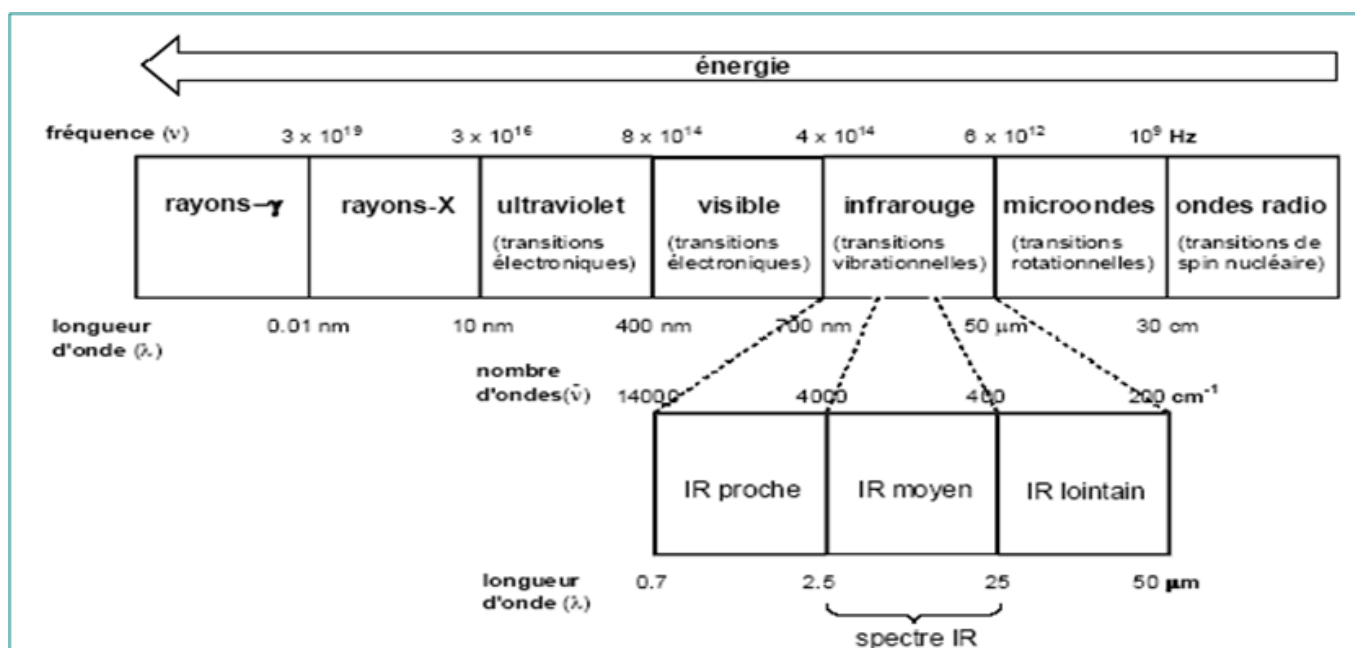 énergie
fréquence (ν) 3 x 10¹⁹ 3 x 10¹⁶ 8 x 10¹⁴ 4 x 10¹⁴ 6 x 10¹² 10⁹ Hz
rayons-γ rayons-X ultraviolet visible infrarouge microondes ondes radio
(transitions (transitions (transitions (transitions (transitions de
électroniques) électroniques) vibrationnelles) rotationnelles) spin nucléaire)
longueur 0.01 nm 10 nm 400 nm 700 nm 50 μm 30 cm
d'onde (λ)
nombre
d'ondes(ν̄) 14000 4000 400 200 cm⁻¹
IR proche IR moyen IR lointain
longueur 0.7 2.5 25 50 μm
d'onde (λ)
spectre IR